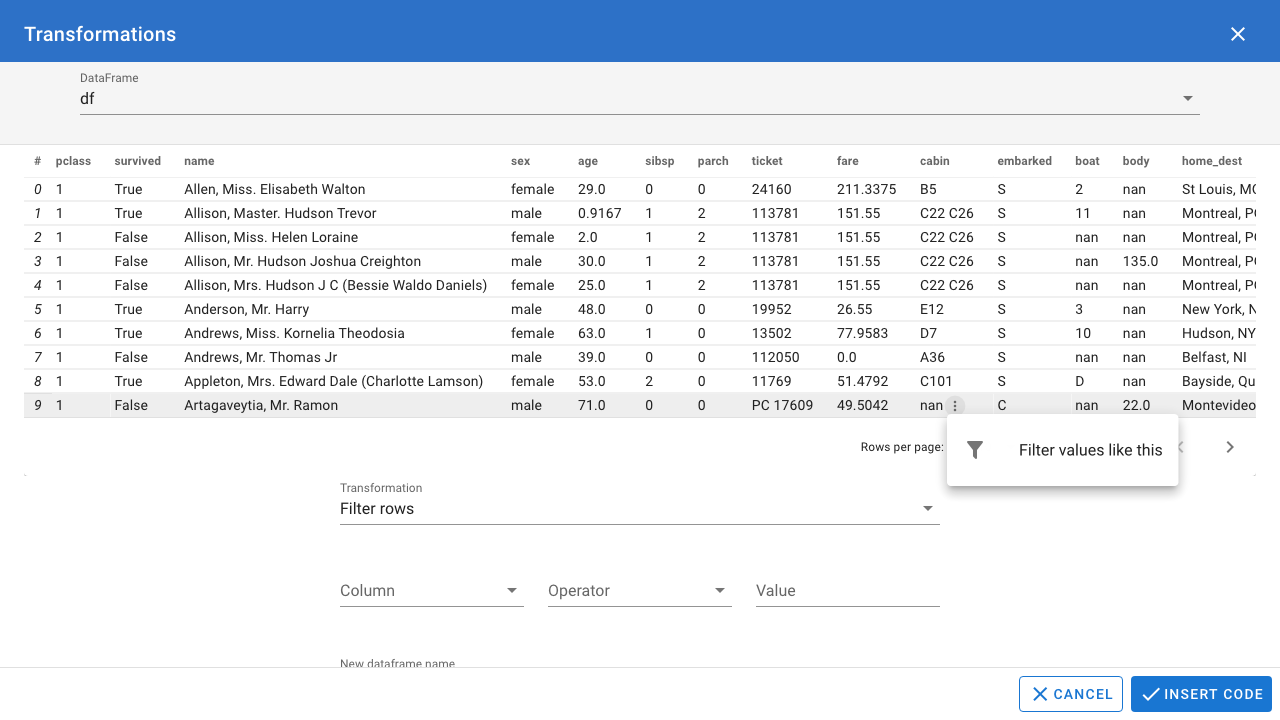 Transformations
DataFrame
df
# pclass survived name sex age sibsp parch ticket fare cabin embarked boat body home_dest
0 1 True Allen, Miss. Elisabeth Walton female 29.0 0 0 24160 211.3375 B5 S 2 nan St Louis, MO
1 1 True Allison, Master. Hudson Trevor male 0.9167 1 2 113781 151.55 C22 C26 S 11 nan Montreal, PQ
2 1 False Allison, Miss. Helen Loraine female 2.0 1 2 113781 151.55 C22 C26 S nan nan Montreal, PQ
3 1 False Allison, Mr. Hudson Joshua Creighton male 30.0 1 2 113781 151.55 C22 C26 S nan 135.0 Montreal, PQ
4 1 False Allison, Mrs. Hudson J C (Bessie Waldo Daniels) female 25.0 1 2 113781 151.55 C22 C26 S nan nan Montreal, PQ
5 1 True Anderson, Mr. Harry male 48.0 0 0 19952 26.55 E12 S 3 nan New York, N
6 1 True Andrews, Miss. Kornelia Theodosia female 63.0 1 0 13502 77.9583 D7 S 10 nan Hudson, NY
7 1 False Andrews, Mr. Thomas Jr male 39.0 0 0 112050 0.0 A36 S nan nan Belfast, NI
8 1 True Appleton, Mrs. Edward Dale (Charlotte Lamson) female 53.0 2 0 11769 51.4792 C101 S D nan Bayside, Qu
9 1 False Artagaveytia, Mr. Ramon male 71.0 0 0 PC 17609 49.5042 nan C nan 22.0 Montevideo
Rows per page:
Filter values like this
Transformation
Filter rows
Column Operator Value
New dataframe name
CANCEL INSERT CODE